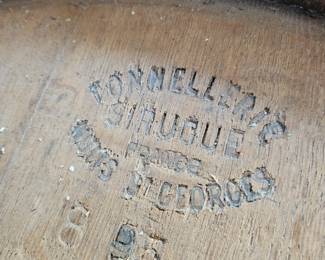 TONNELLERIE
SIRUGUE
FRANCE
NUITS ST GEORGES
8